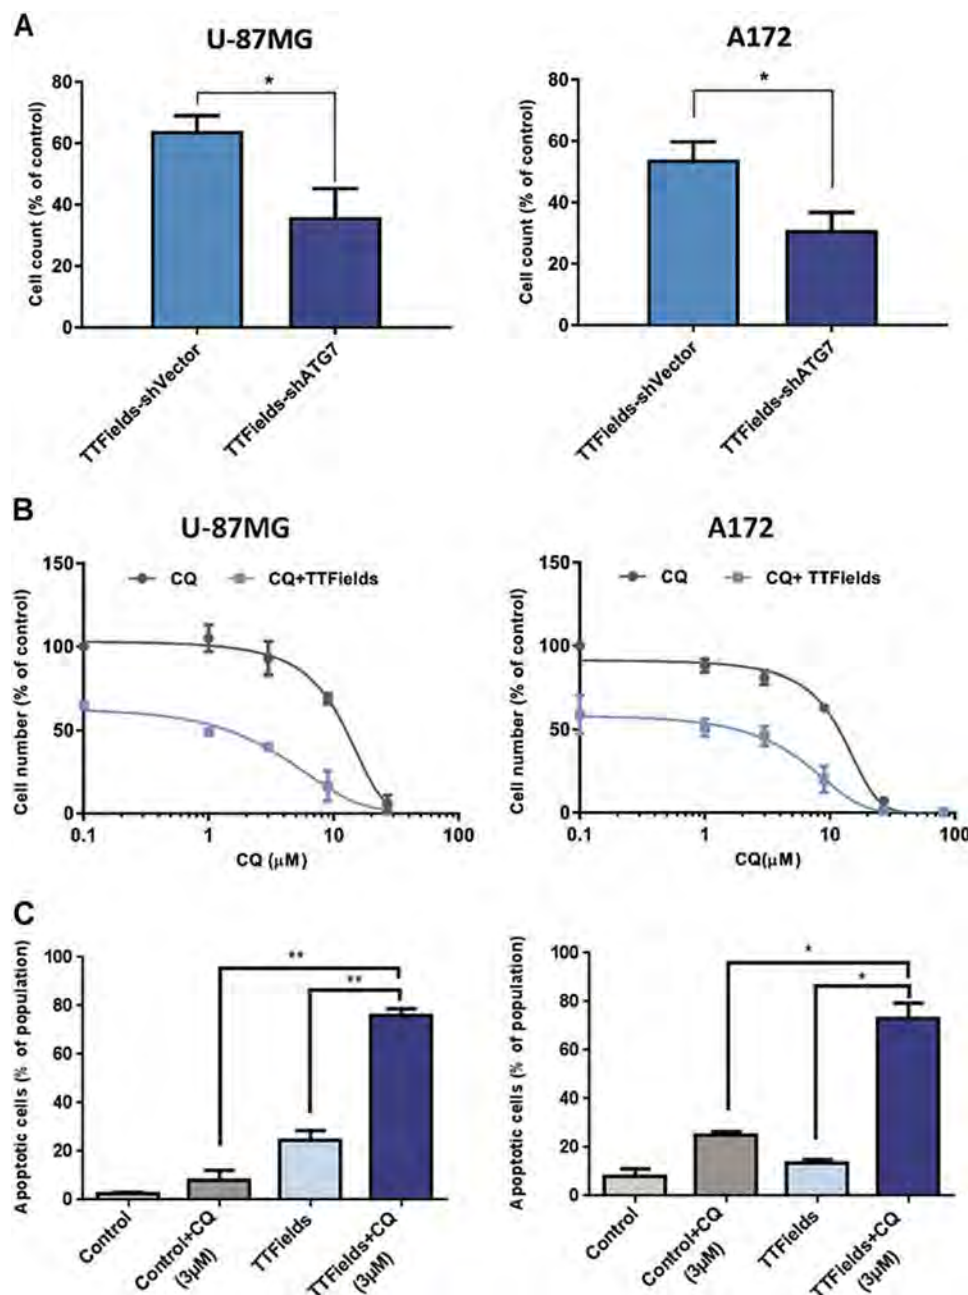 A
U-87MG
A172
Cell count (% of control)
80
60
40
20
0
*
TTFields-shVector
TTFields-shATG7
Cell count (% of control)
80
60
40
20
0
*
TTFields-shVector
TTFields-shATG7
B
U-87MG
A172
Cell number (% of control)
150
100
50
0
CQ
CQ+TTFields
0.1
1
10
100
CQ (μM)
Cell number (% of control)
150
100
50
0
CQ
CQ+ TTFields
0.1
1
10
100
CQ(μM)
C
Apoptotic cells (% of population)
100
80
60
40
20
0
**
**
Control
Control+CQ
(3μM)
TTFields
TTFields+CQ
(3μM)
Apoptotic cells (% of population)
100
80
60
40
20
0
*
*
Control
Control+CQ
(3μM)
TTFields
TTFields+CQ
(3μM)